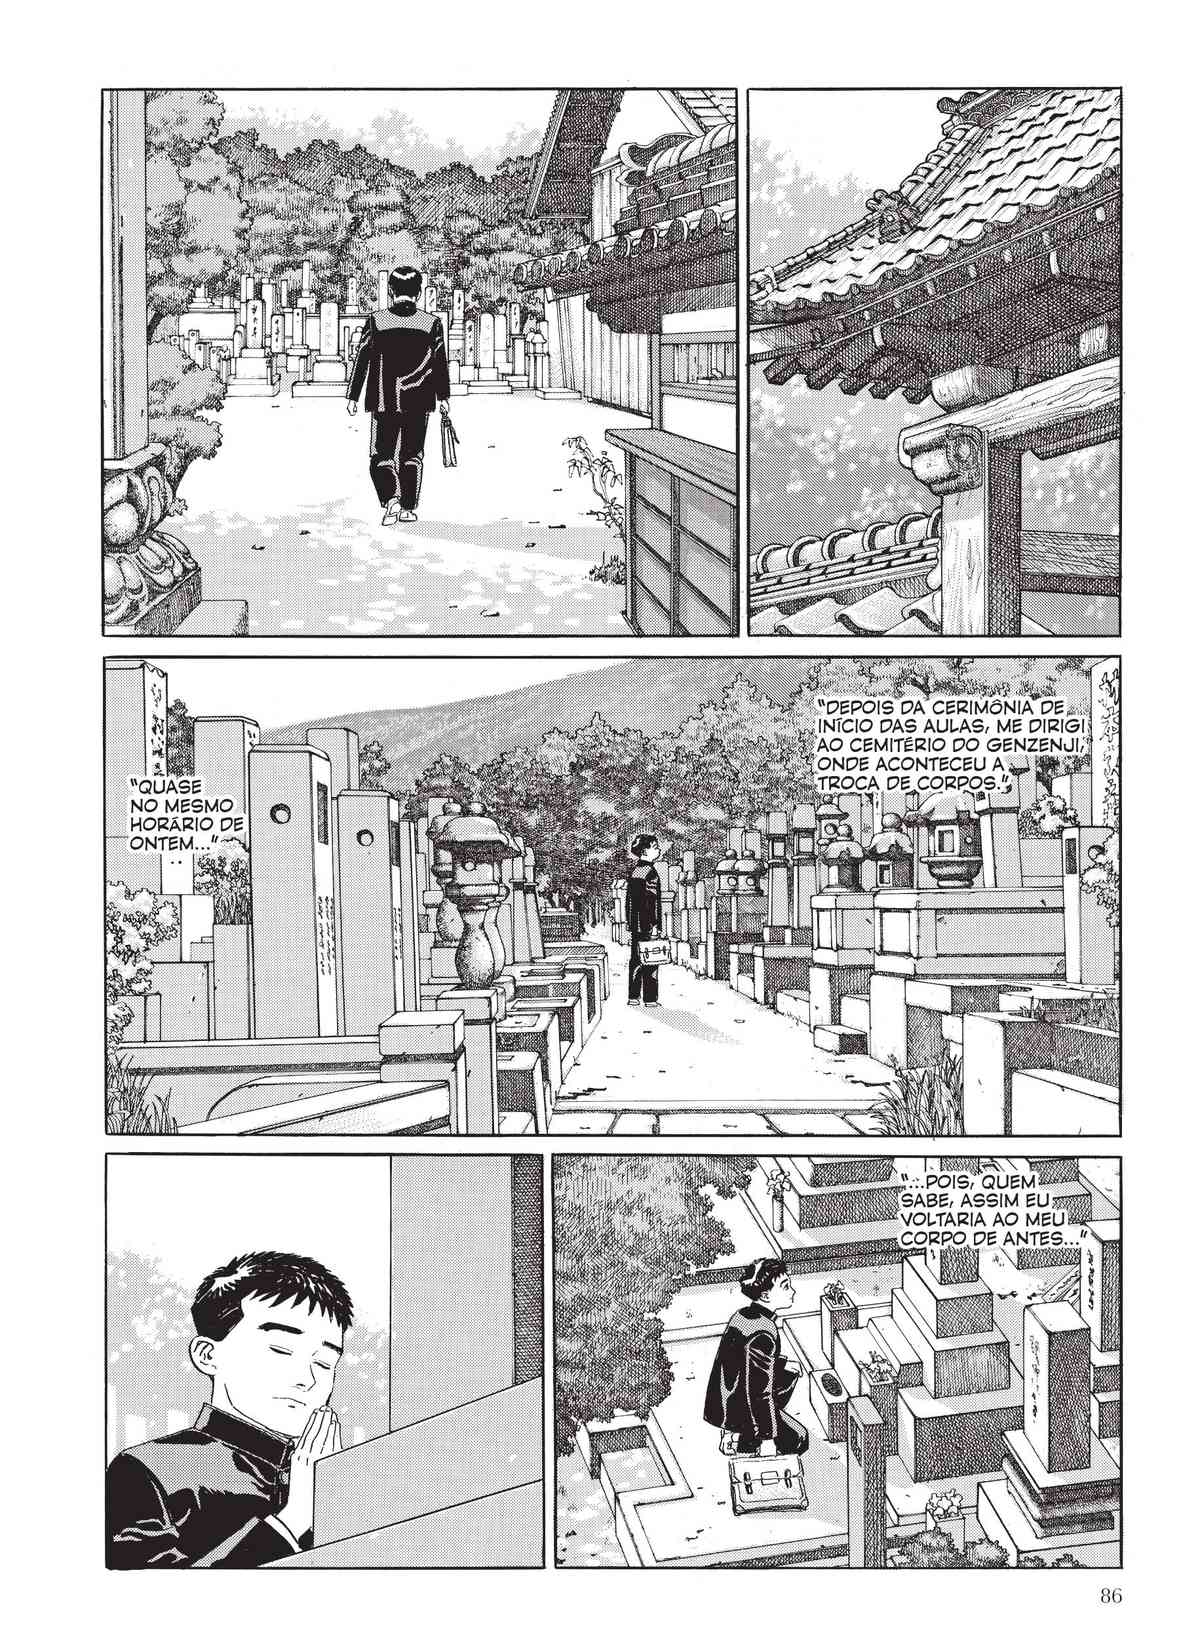 "DEPOIS DA CERIMÔNIA DE
INÍCIO DAS AULAS, ME DIRIGI
AO CEMITÉRIO DO GENZENJI,
ONDE ACONTECEU A
TROCA DE CORPOS."
"QUASE
NO MESMO
HORÁRIO DE
ONTEM..."
"...POIS, QUEM
SABE, ASSIM EU
VOLTARIA AO MEU
CORPO DE ANTES..."
86